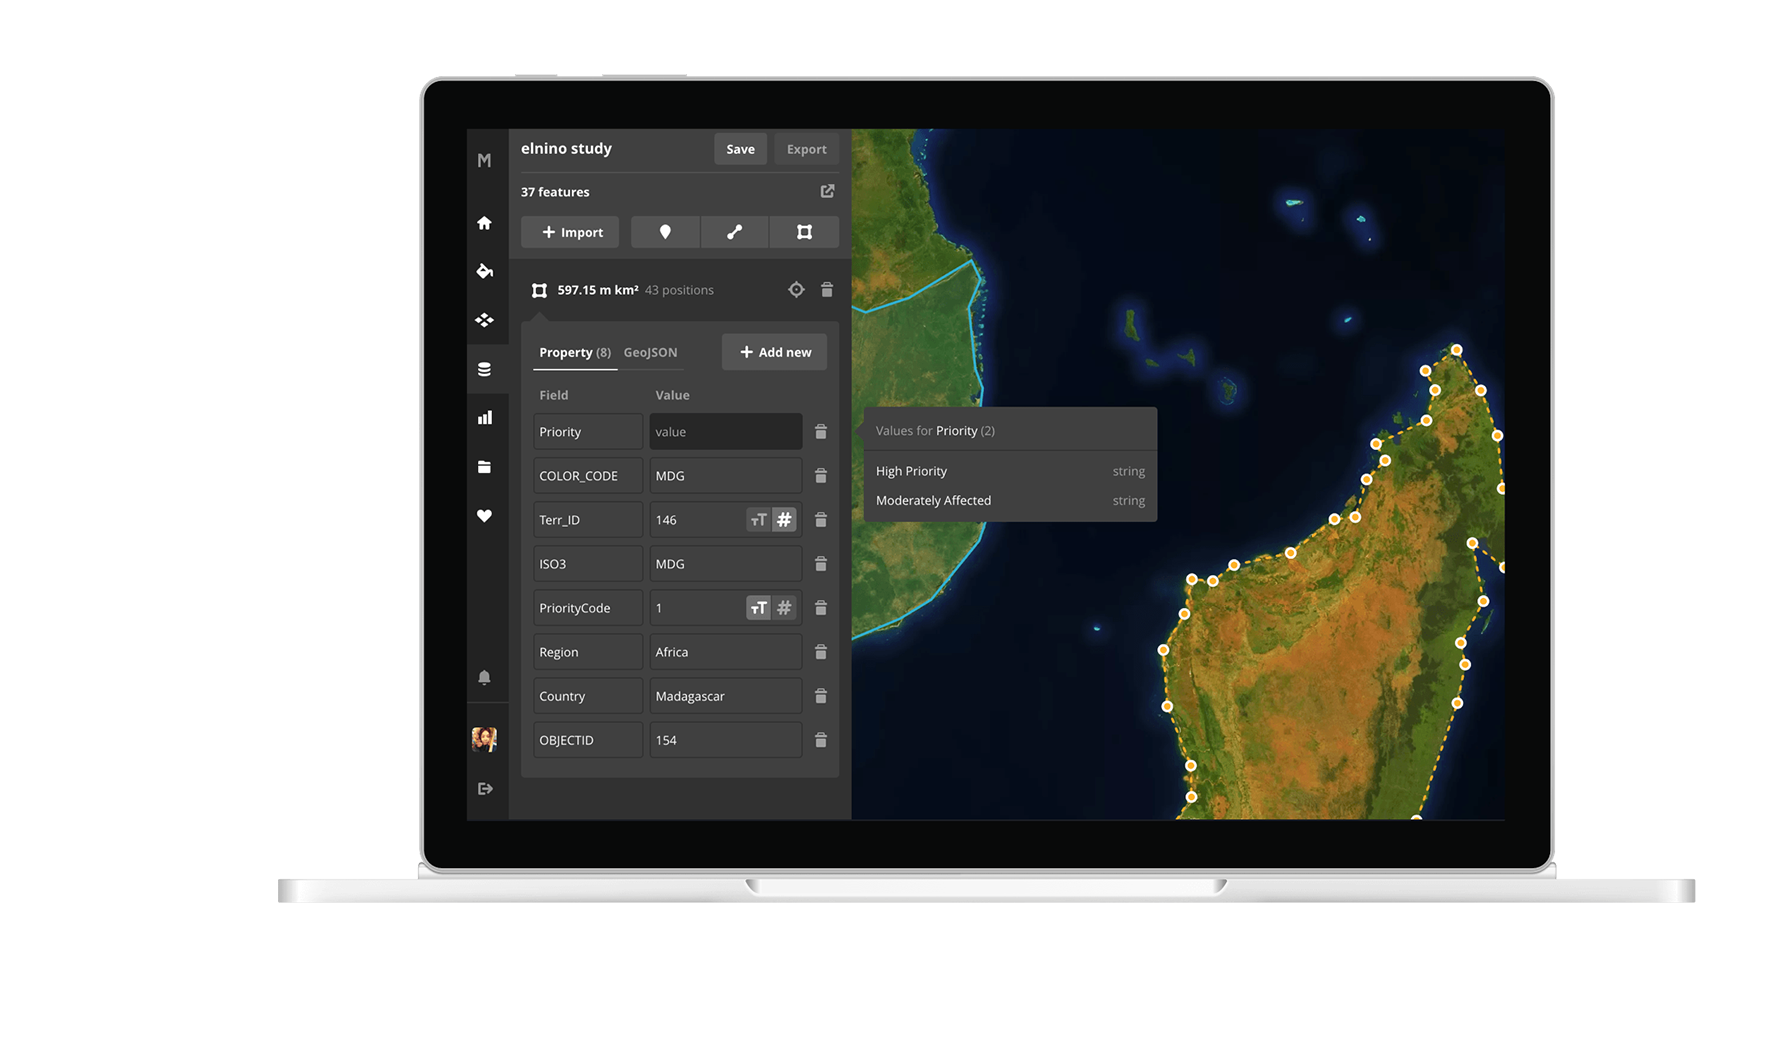 M
elnino study
Save
Export
37 features
+ Import
597.15 m km² 43 positions
Property (8)
GeoJSON
+ Add new
Field
Value
Priority
value
Values for Priority (2)
High Priority
string
Moderately Affected
string
COLOR_CODE
MDG
Terr_ID
146
TT
#
ISO3
MDG
PriorityCode
1
TT
#
Region
Africa
Country
Madagascar
OBJECTID
154